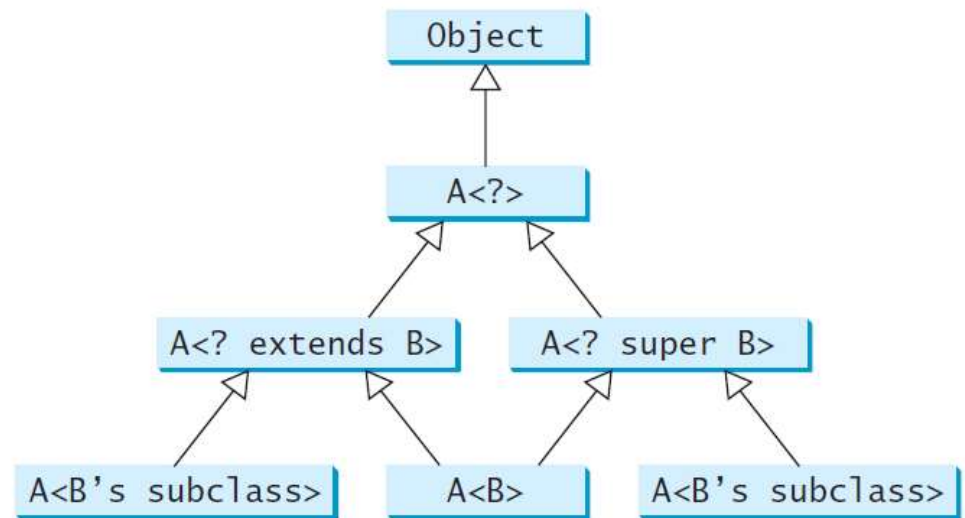 Object
A<?>
A<? extends B>
A<? super B>
A<B’s subclass>
A<B>
A<B’s subclass>